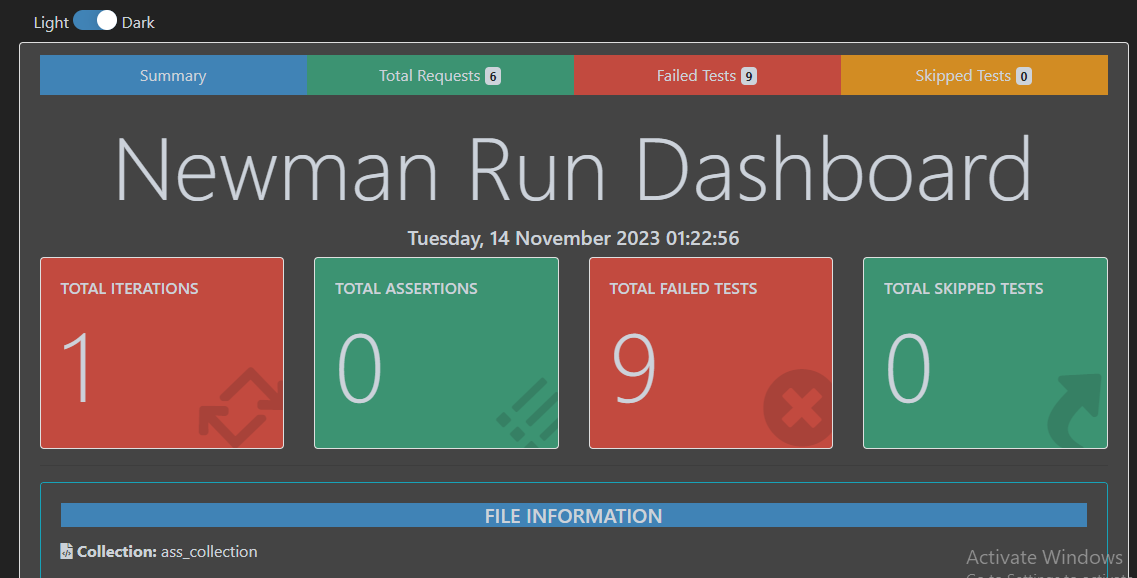 Light Dark
Summary Total Requests 6 Failed Tests 9 Skipped Tests 0
Newman Run Dashboard
Tuesday, 14 November 2023 01:22:56
TOTAL ITERATIONS TOTAL ASSERTIONS TOTAL FAILED TESTS TOTAL SKIPPED TESTS
1 0 9 0
FILE INFORMATION
Collection: ass_collection
Activate Windows